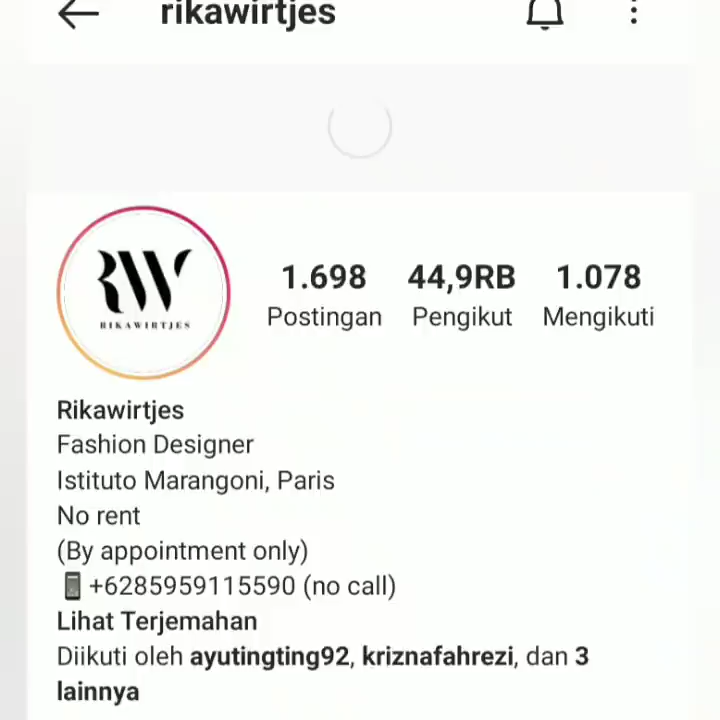 rikawirtjes
RW
RIKAWIRTJES
1.698 44,9RB 1.078
Postingan Pengikut Mengikuti
Rikawirtjes
Fashion Designer
Istituto Marangoni, Paris
No rent
(By appointment only)
+6285959115590 (no call)
Lihat Terjemahan
Diikuti oleh ayutingting92, kriznafahrezi, dan 3
lainnya